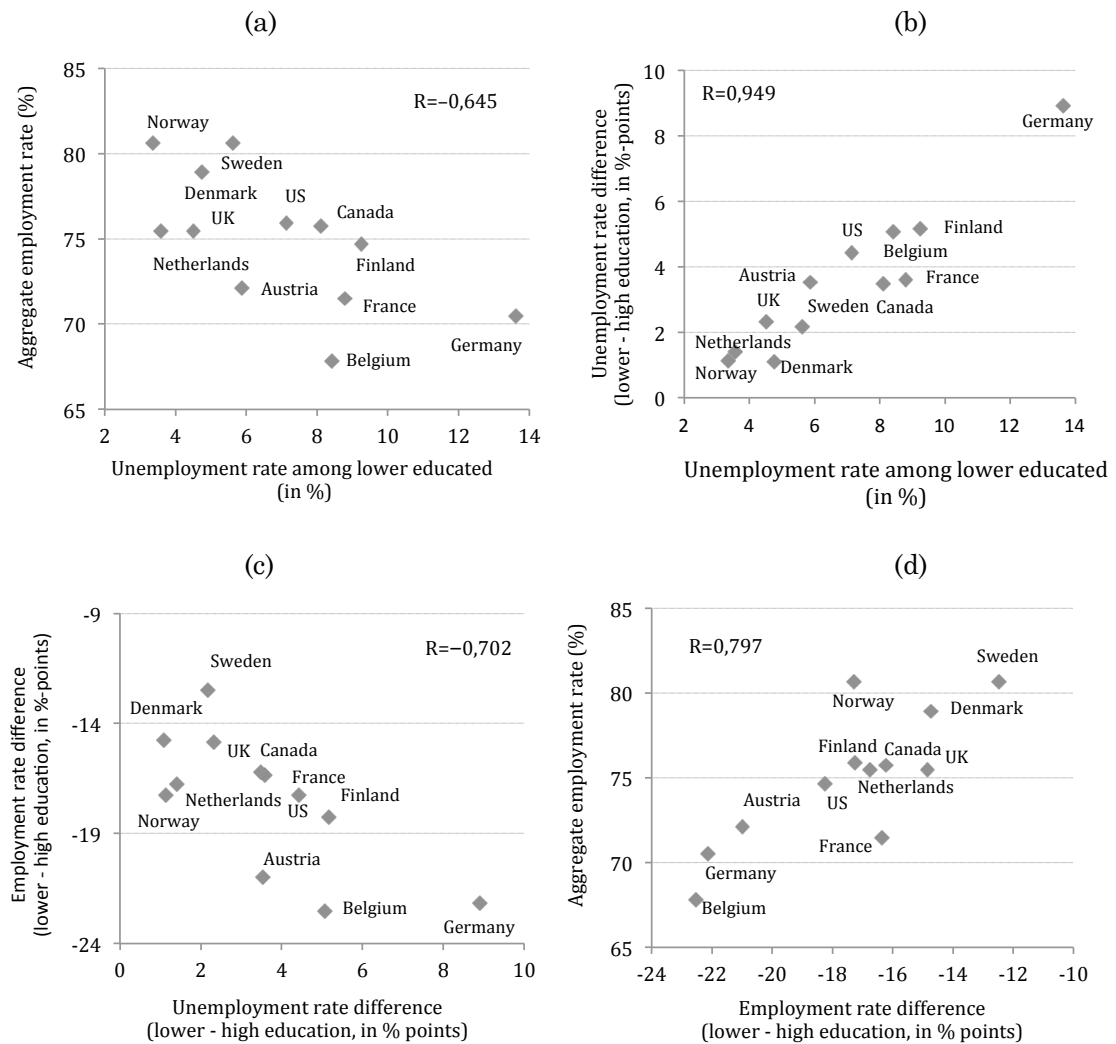 (a)
85
80
75
70
65
Aggregate employment rate (%)
R=−0,645
Norway
Sweden
Denmark
US
UK
Canada
Netherlands
Finland
Austria
France
Germany
Belgium
2 4 6 8 10 12 14
Unemployment rate among lower educated
(in %)
(b)
10
8
6
4
2
0
Unemployment rate difference
(lower - high education, in %-points)
R=0,949
Germany
US
Finland
Belgium
Austria
France
UK
Sweden
Canada
Netherlands
Norway
Denmark
2 4 6 8 10 12 14
Unemployment rate among lower educated
(in %)
(c)
-9
-14
-19
-24
Employment rate difference
(lower - high education, in %-points)
R=−0,702
Sweden
Denmark
UK
Canada
France
Netherlands
US
Finland
Norway
Austria
Belgium
Germany
0 2 4 6 8 10
Unemployment rate difference
(lower - high education, in % points)
(d)
85
80
75
70
65
Aggregate employment rate (%)
R=0,797
Sweden
Norway
Denmark
Finland
Canada
UK
Netherlands
Austria
US
France
Germany
Belgium
-24 -22 -20 -18 -16 -14 -12 -10
Employment rate difference
(lower - high education, in % points)